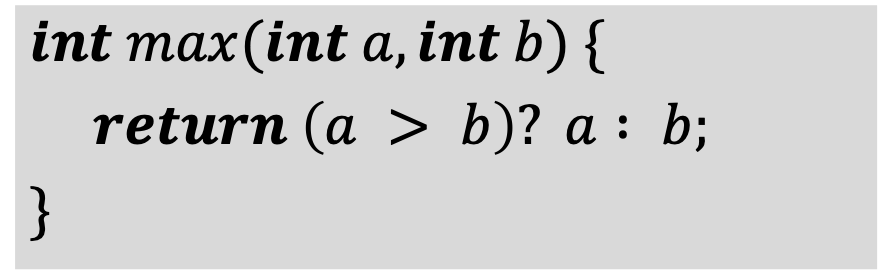 int max(int a, int b) {
return (a > b)? a : b;
}